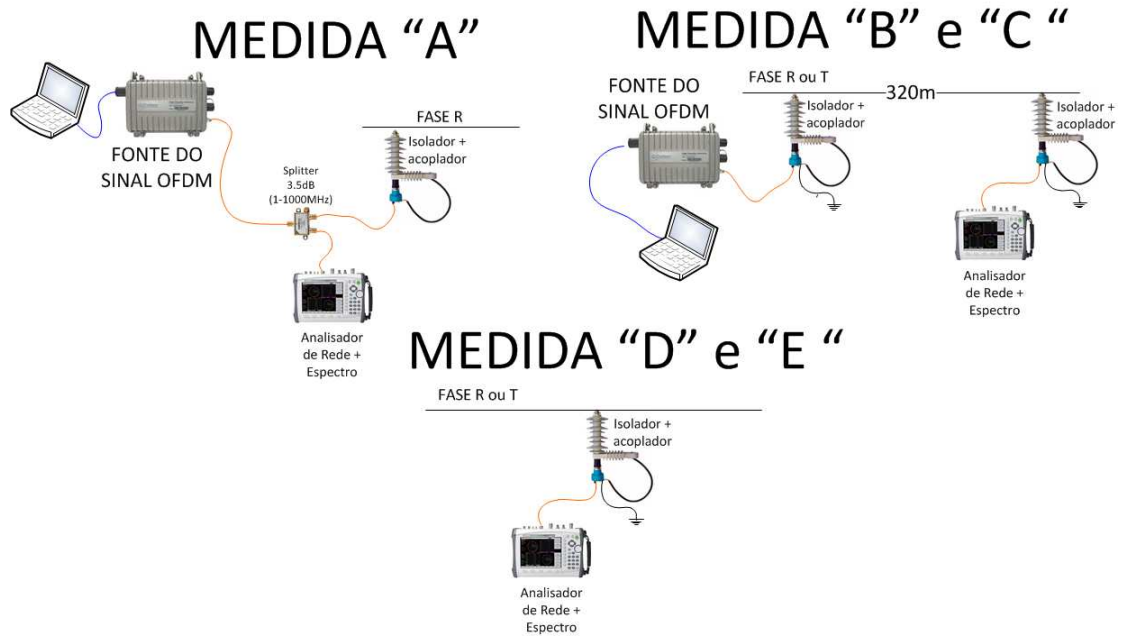 MEDIDA “A”
FONTE DO
SINAL OFDM
Splitter
3.5dB
(1-1000MHz)
FASE R
Isolador +
acoplador
Analisador
de Rede +
Espectro
MEDIDA “B” e “C “
FONTE DO
SINAL OFDM
FASE R ou T
320m
Isolador +
acoplador
Isolador +
acoplador
Analisador
de Rede +
Espectro
MEDIDA “D” e “E “
FASE R ou T
Isolador +
acoplador
Analisador
de Rede +
Espectro